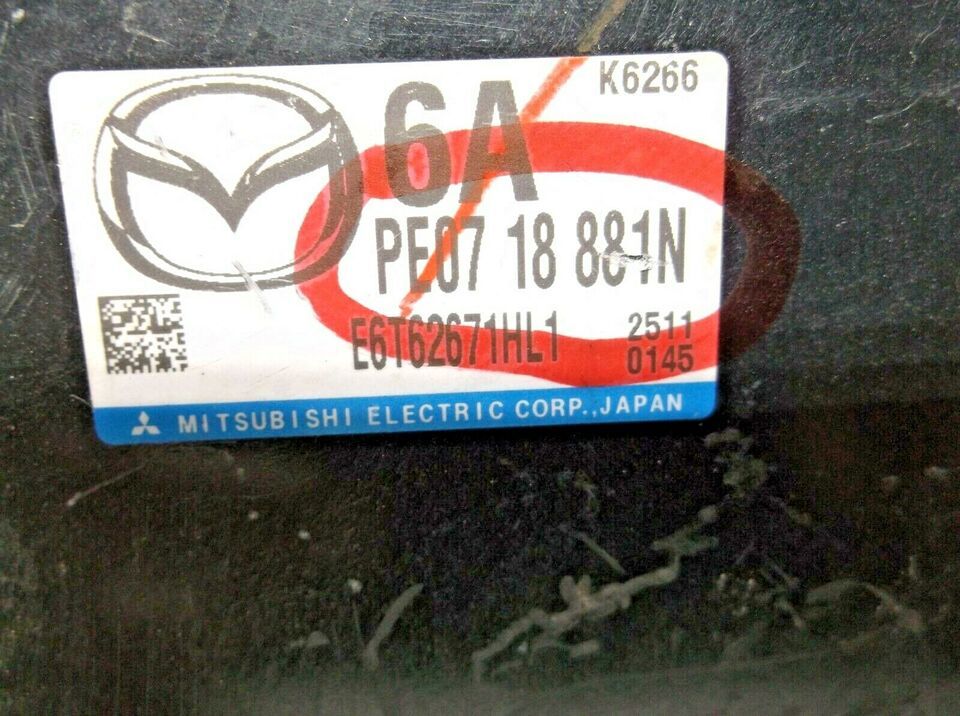 6A
K6266
PE07 18 881N
E6T62671HL1
2511
0145
MITSUBISHI ELECTRIC CORP., JAPAN